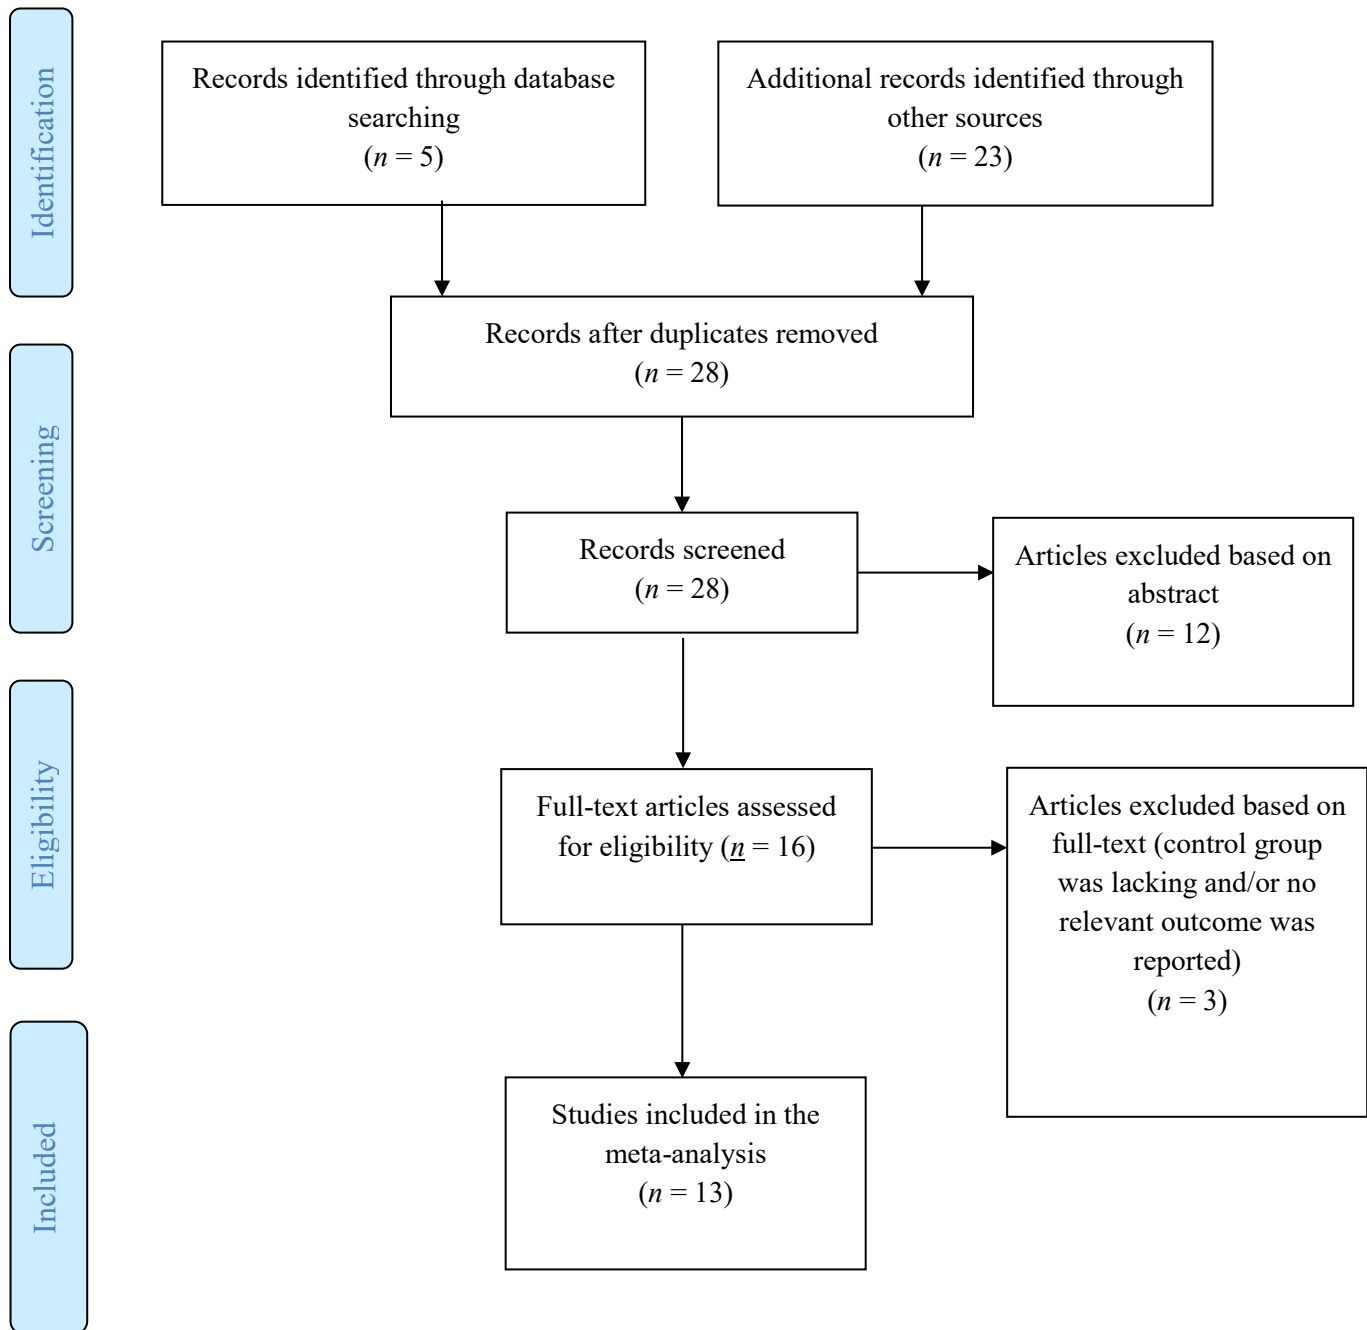 Identification
Records identified through database
searching
(n = 5)
Additional records identified through
other sources
(n = 23)
Records after duplicates removed
(n = 28)
Screening
Records screened
(n = 28)
Articles excluded based on
abstract
(n = 12)
Eligibility
Full-text articles assessed
for eligibility (n = 16)
Articles excluded based on
full-text (control group
was lacking and/or no
relevant outcome was
reported)
(n = 3)
Included
Studies included in the
meta-analysis
(n = 13)